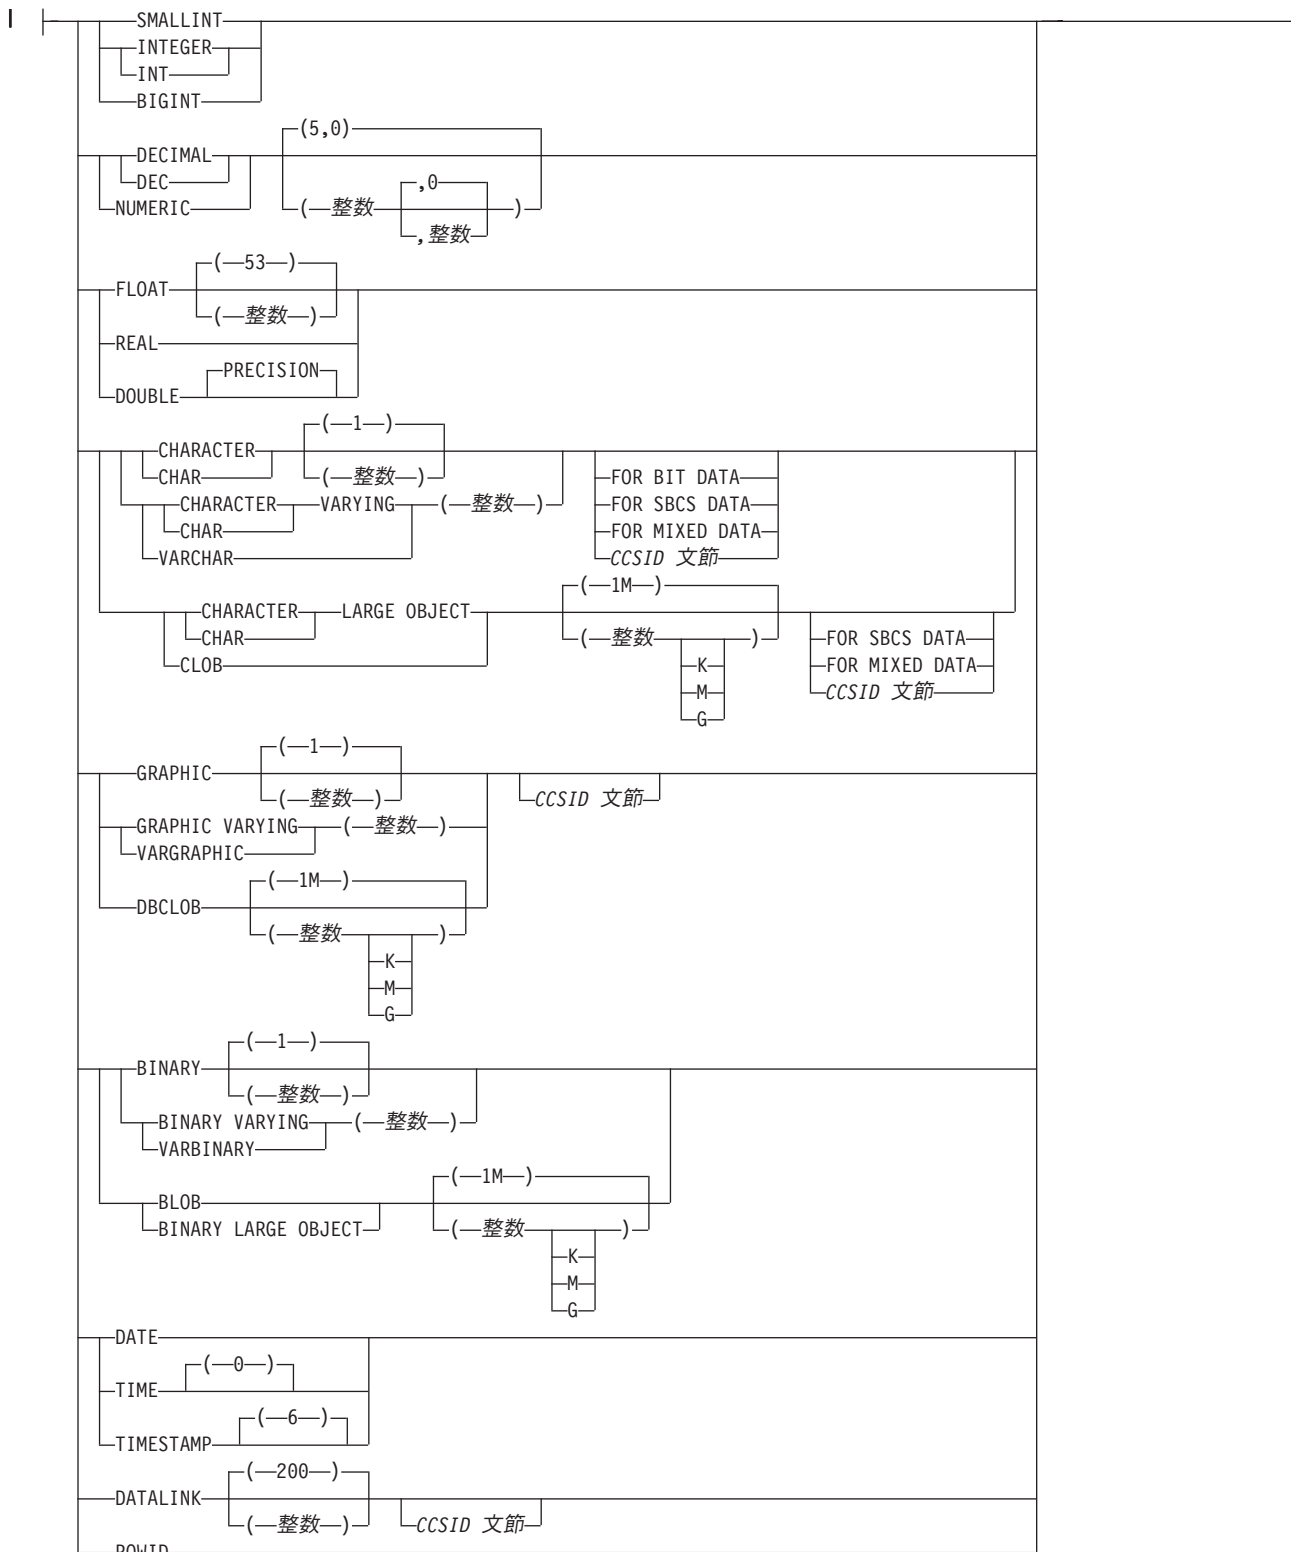 SMALLINT
INTEGER
INT
BIGINT
(5,0)
DECIMAL
DEC
,0
NUMERIC
( 整数 )
,整数
( 53 )
FLOAT
( 整数 )
REAL
PRECISION
DOUBLE
( 1 )
CHARACTER
CHAR
( 整数 )
FOR BIT DATA
CHARACTER VARYING ( 整数 )
FOR SBCS DATA
CHAR
FOR MIXED DATA
VARCHAR
CCSID 文節
( 1M )
CHARACTER LARGE OBJECT
CHAR
( 整数 )
FOR SBCS DATA
CLOB
K
FOR MIXED DATA
M
CCSID 文節
G
( 1 )
GRAPHIC
( 整数 )
CCSID 文節
GRAPHIC VARYING ( 整数 )
VARGRAPHIC
( 1M )
DBCLOB
( 整数 )
K
M
G
( 1 )
BINARY
( 整数 )
BINARY VARYING ( 整数 )
VARBINARY
( 1M )
BLOB
BINARY LARGE OBJECT
( 整数 )
K
M
G
DATE
( 0 )
TIME
( 6 )
TIMESTAMP
( 200 )
DATALINK
( 整数 )
CCSID 文節
ROWID